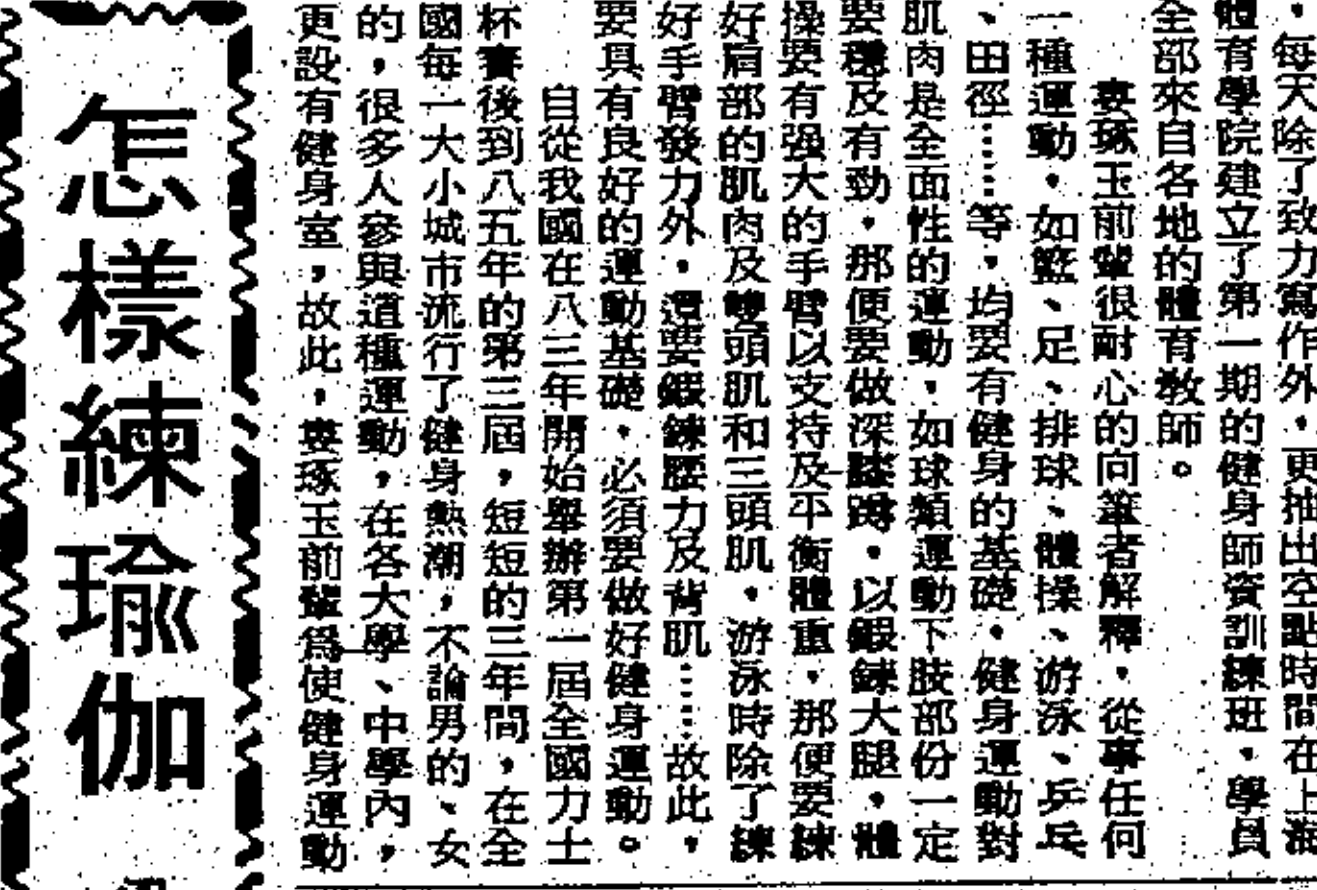 ，每天除了致力寫作外，更抽出空點時間在上海
體育學院建立了第一期的健身師資訓練班，學員
全部來自各地的體育教師。
婁琢玉前輩很耐心的向筆者解釋，從事任何
一種運動，如籃、足、排球、體操、游泳、乒乓
、田徑……等，均要有健身的基礎，健身運動對
肌肉是全面性的運動，如球類運動下肢部份一定
要穩及有勁，那便要做深膝蹲，以鍛鍊大腿，體
操要有强大的手臂以支持及平衡體重，那便要練
好肩部的肌肉及雙頭肌和三頭肌，游泳時除了練
好手臂發力外，還要鍛鍊腰力及背肌……故此，
要具有良好的運動基礎，必須要做好健身運動。
自從我國在八三年開始舉辦第一屆全國力士
杯賽後到八五年的第三屆，短短的三年間，在全
國每一大小城市流行了健身熱潮，不論男的、女
的，很多人參與這種運動，在各大學、中學內，
更設有健身室，故此，婁琢玉前輩爲使健身運動
怎樣練瑜伽